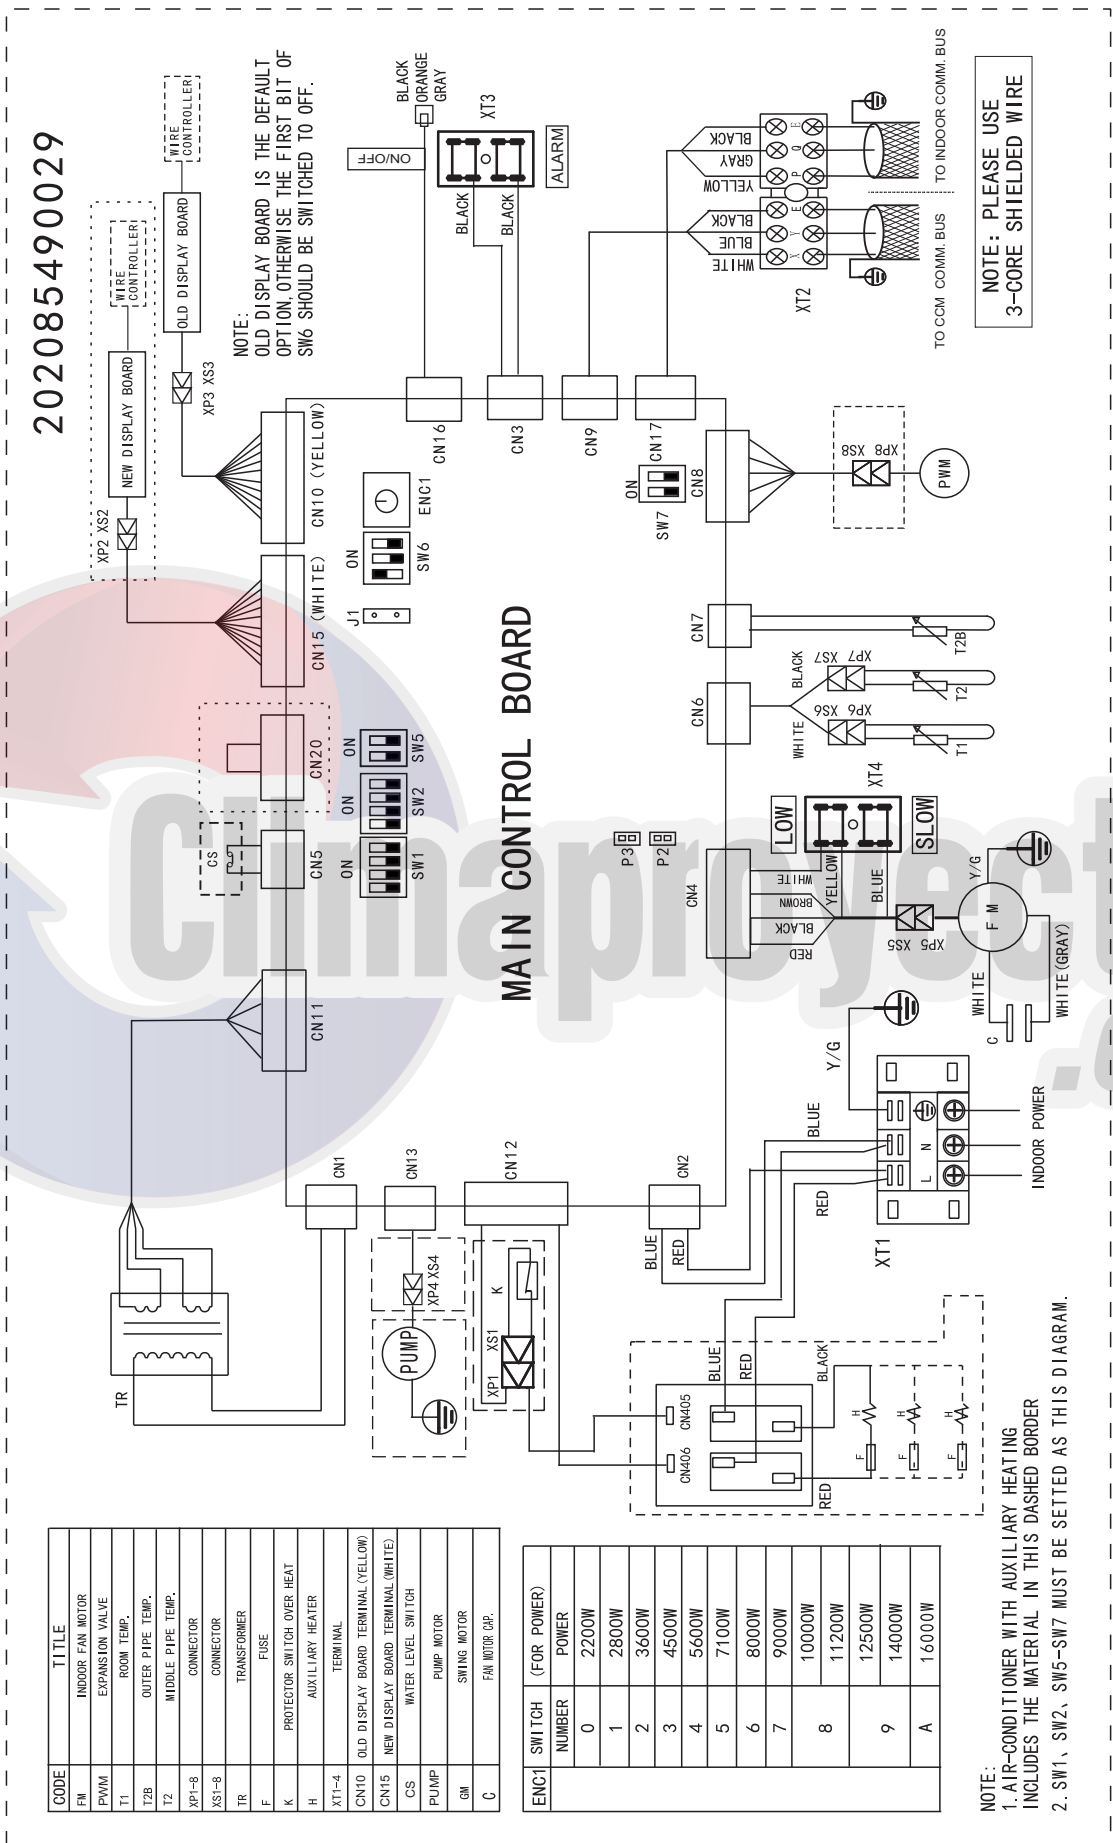 202085490029
WIRE
CONTROLLER
WIRE
CONTROLLER
OLD DISPLAY BOARD
NEW DISPLAY BOARD
XP3 XS3
XP2 XS2
NOTE:
OLD DISPLAY BOARD IS THE DEFAULT
OPTION, OTHERWISE THE FIRST BIT OF
SW6 SHOULD BE SWITCHED TO OFF.
BLACK
ORANGE
GRAY
ON/OFF
XT3
ALARM
BLACK
BLACK
BLACK
GRAY
YELLOW
BLACK
BLUE
WHITE
E
Q
P
E
Y
X
XT2
TO INDOOR COMM. BUS
TO CCM COMM. BUS
NOTE: PLEASE USE
3-CORE SHIELDED WIRE
CN10 (YELLOW)
CN15 (WHITE)
CN20
CN5
CS
CN11
CN16
CN3
CN9
CN17
CN8
ENC1
ON
SW6
J1
ON
SW5
ON
SW2
ON
SW1
ON
SW7
MAIN CONTROL BOARD
XS8 XP8
PWM
CN7
CN6
BLACK
WHITE
XS7 XP7
XS6 XP6
T2B
T2
T1
P3
P2
CN4
LOW
SLOW
XT4
WHITE
YELLOW
BROWN
BLUE
BLACK
RED
XS5 XP5
FM
Y/G
WHITE
WHITE(GRAY)
C
Y/G
BLUE
RED
L N
XT1
INDOOR POWER
CN1
CN13
CN12
CN2
BLUE
RED
TR
XP4 XS4
PUMP
K
XP1 XS1
CN405
CN406
BLUE
RED
BLACK
RED
H
H
H
F
F
F
CODE TITLE
FM INDOOR FAN MOTOR
PWM EXPANSION VALVE
T1 ROOM TEMP.
T2B OUTER PIPE TEMP.
T2 MIDDLE PIPE TEMP.
XP1-8 CONNECTOR
XS1-8 CONNECTOR
TR TRANSFORMER
F FUSE
K PROTECTOR SWITCH OVER HEAT
H AUXILIARY HEATER
XT1-4 TERMINAL
CN10 OLD DISPLAY BOARD TERMINAL(YELLOW)
CN15 NEW DISPLAY BOARD TERMINAL(WHITE)
CS WATER LEVEL SWITCH
PUMP PUMP MOTOR
GM SWING MOTOR
C FAN MOTOR CAP.
ENC1 SWITCH (FOR POWER)
NUMBER POWER
0 2200W
1 2800W
2 3600W
3 4500W
4 5600W
5 7100W
6 8000W
7 9000W
8 10000W
11200W
9 12500W
14000W
A 16000W
NOTE:
1. AIR-CONDITIONER WITH AUXILIARY HEATING
INCLUDES THE MATERIAL IN THIS DASHED BORDER
2. SW1、SW2、SW5-SW7 MUST BE SETTED AS THIS DIAGRAM.
Climaproyect